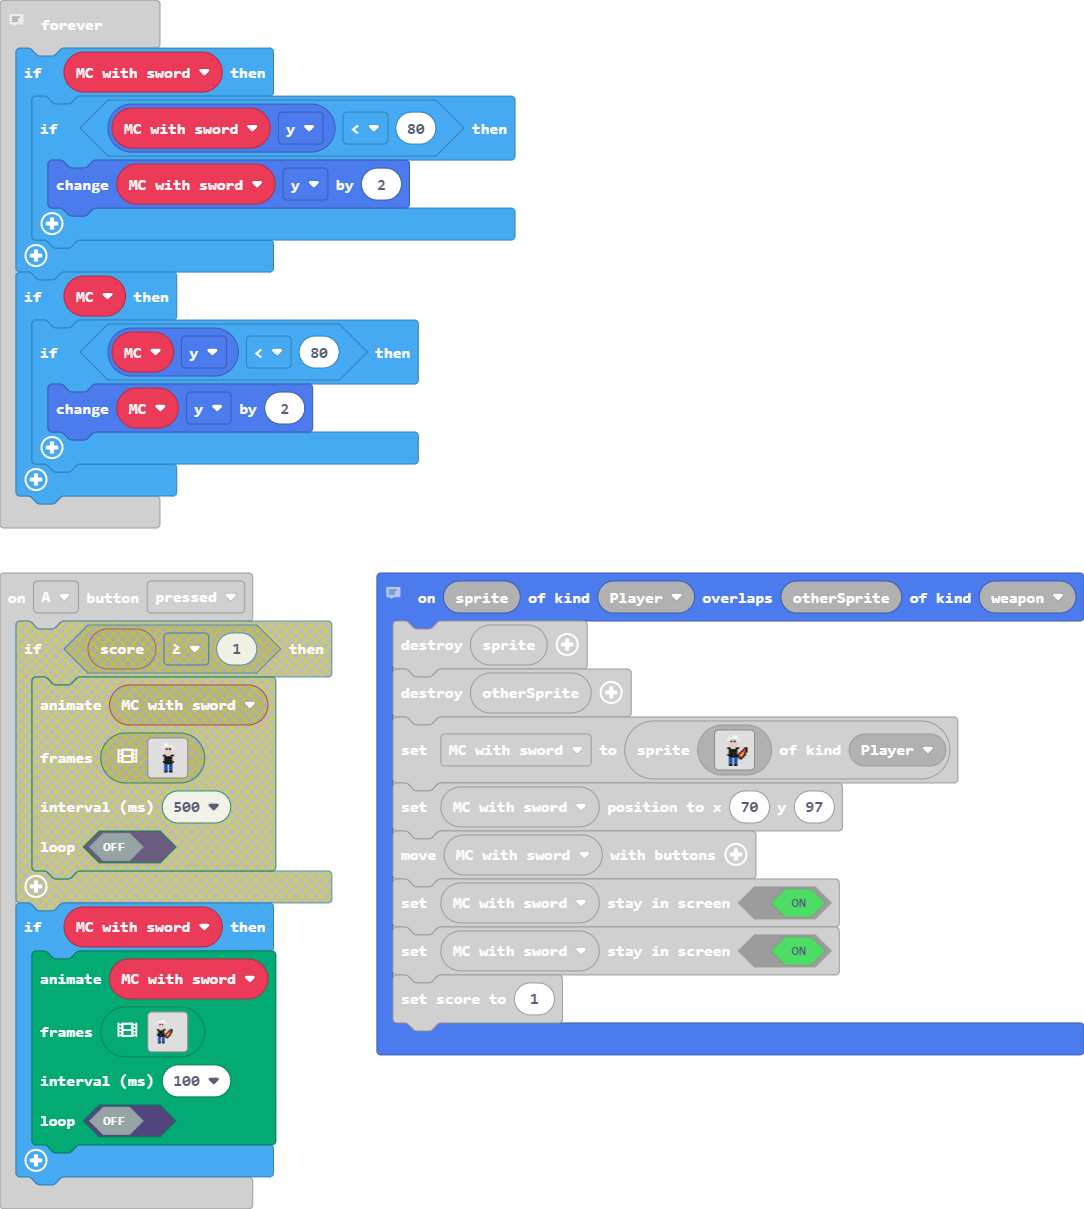 forever
if MC with sword then
if MC with sword y < 80 then
change MC with sword y by 2
if MC then
if MC y < 80 then
change MC y by 2
on A button pressed
if score ≥ 1 then
animate MC with sword
frames
interval (ms) 500
loop OFF
if MC with sword then
animate MC with sword
frames
interval (ms) 100
loop OFF
on sprite of kind Player overlaps otherSprite of kind weapon
destroy sprite
destroy otherSprite
set MC with sword to sprite of kind Player
set MC with sword position to x 70 y 97
move MC with sword with buttons
set MC with sword stay in screen ON
set MC with sword stay in screen ON
set score to 1